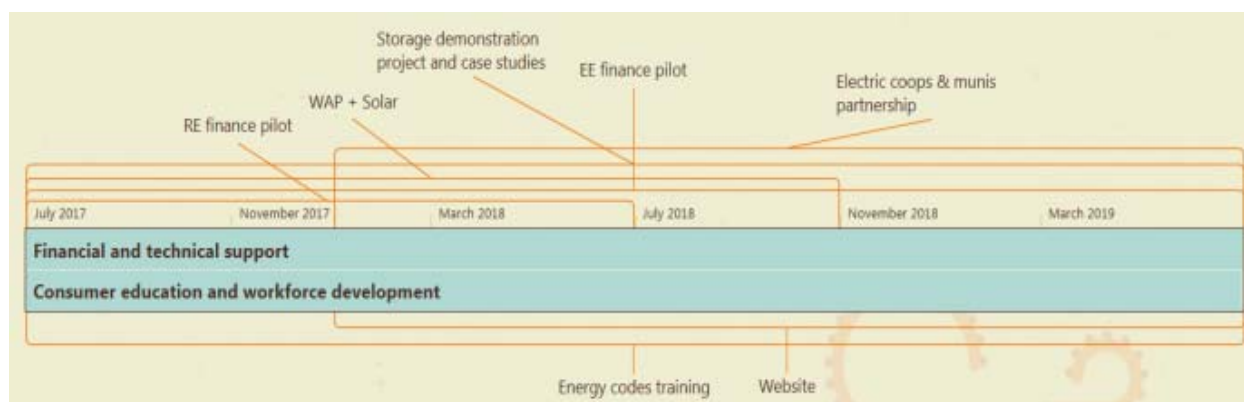 Storage demonstration
project and case studies
EE finance pilot
Electric coops & munis
partnership
WAP + Solar
RE finance pilot
July 2017
November 2017
March 2018
July 2018
November 2018
March 2019
Financial and technical support
Consumer education and workforce development
Energy codes training
Website